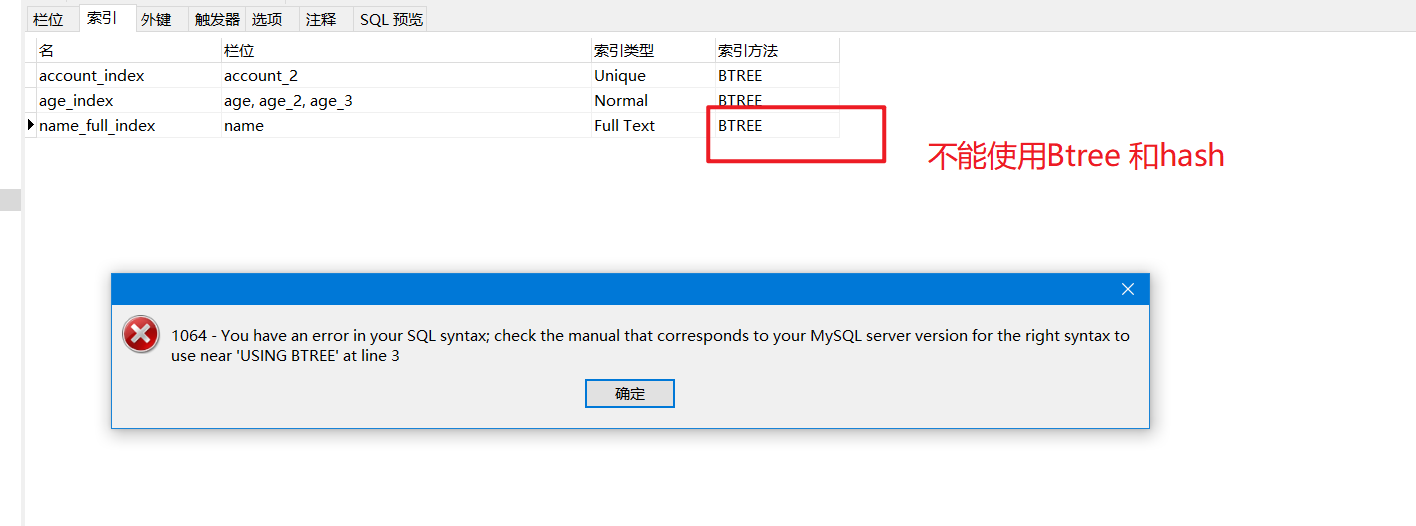 栏位 索引 外键 触发器 选项 注释 SQL 预览
名 栏位 索引类型 索引方法
account_index account_2 Unique BTREE
age_index age, age_2, age_3 Normal BTREE
name_full_index name Full Text BTREE
不能使用Btree 和hash
1064 - You have an error in your SQL syntax; check the manual that corresponds to your MySQL server version for the right syntax to
use near 'USING BTREE' at line 3
确定